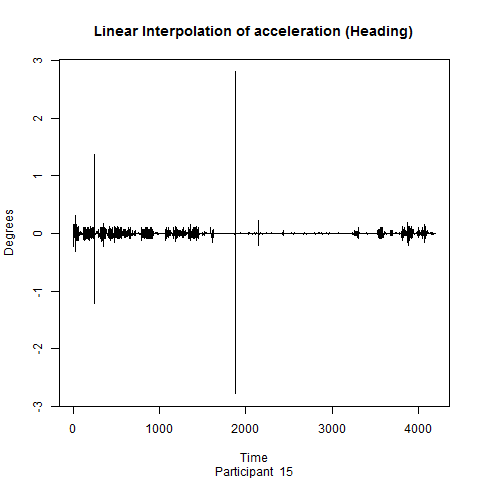 Linear Interpolation of acceleration (Heading)
3
2
1
0
-1
-2
-3
Degrees
0 1000 2000 3000 4000
Time
Participant 15